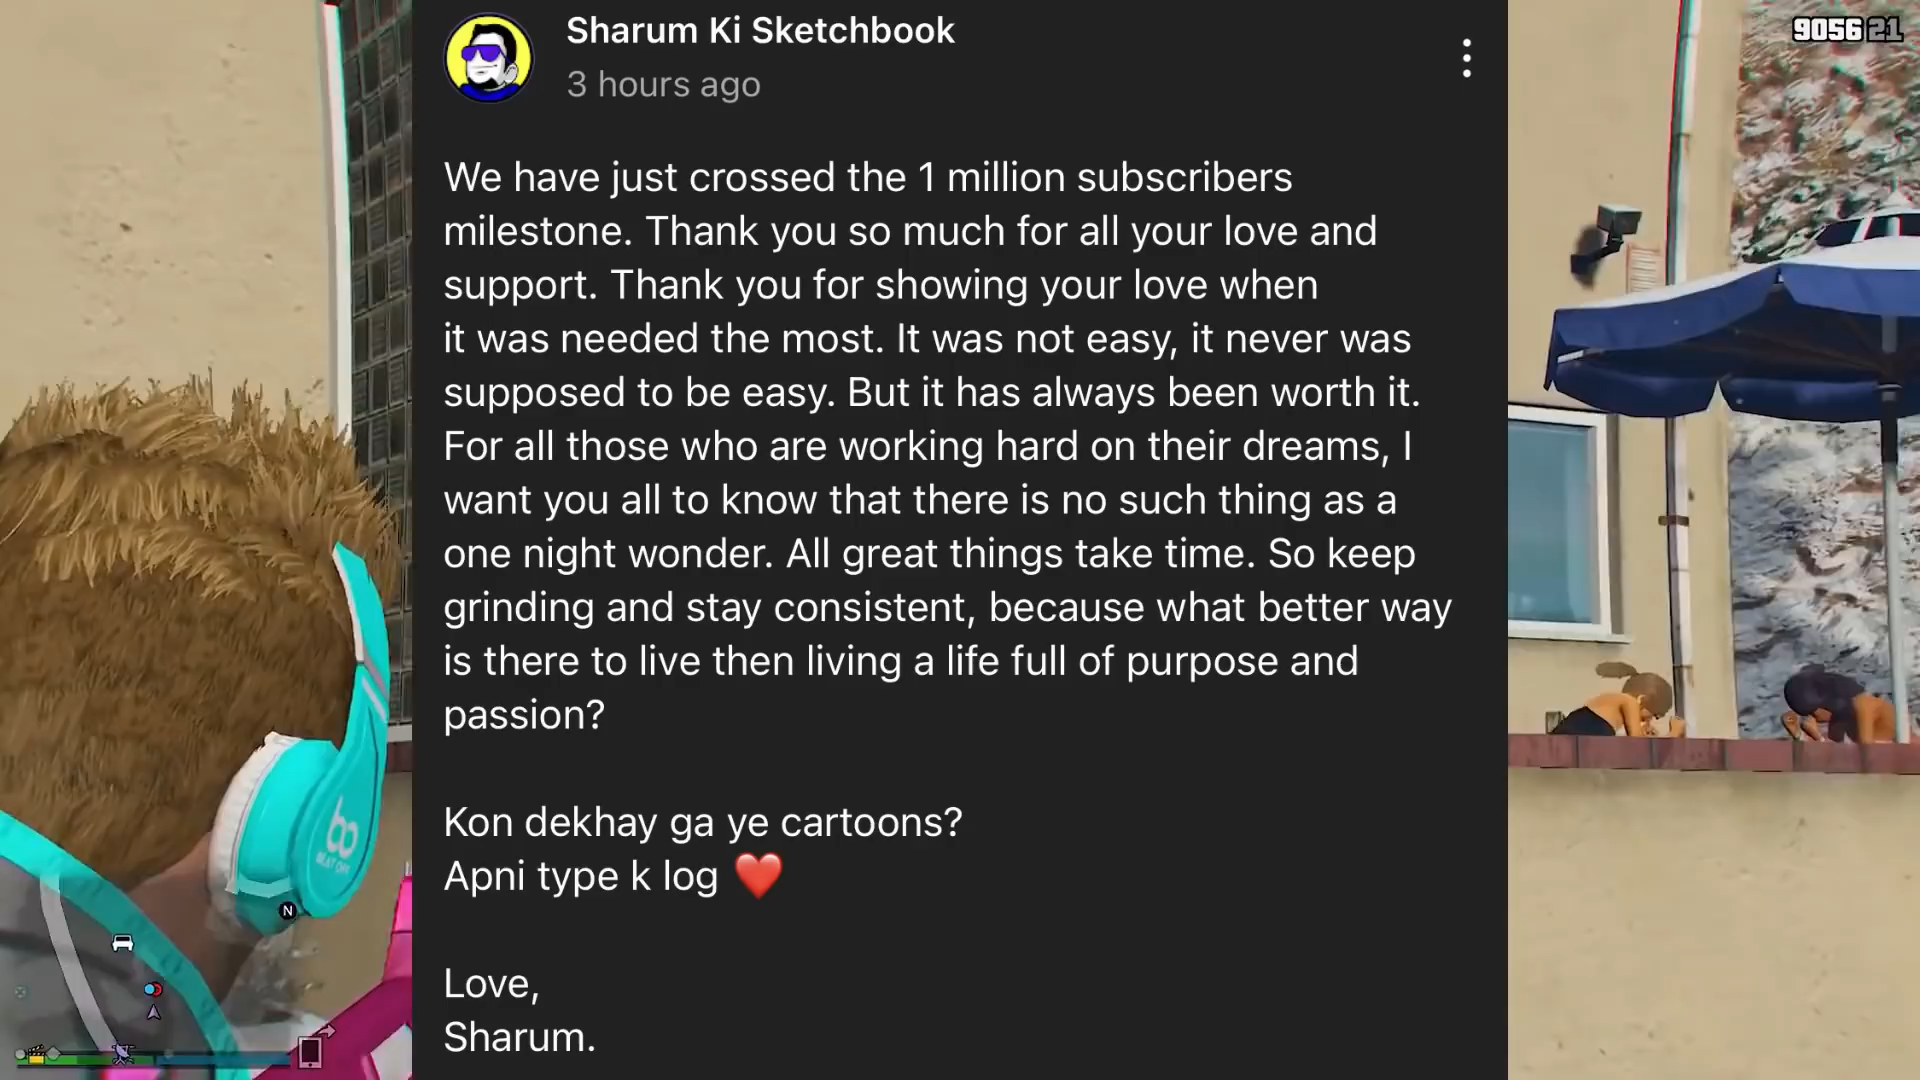 Sharum Ki Sketchbook
3 hours ago
We have just crossed the 1 million subscribers
milestone. Thank you so much for all your love and
support. Thank you for showing your love when
it was needed the most. It was not easy, it never was
supposed to be easy. But it has always been worth it.
For all those who are working hard on their dreams, I
want you all to know that there is no such thing as a
one night wonder. All great things take time. So keep
grinding and stay consistent, because what better way
is there to live then living a life full of purpose and
passion?
Kon dekhay ga ye cartoons?
Apni type k log ❤️
Love,
Sharum.
905621
bo
BEAT OFF
N